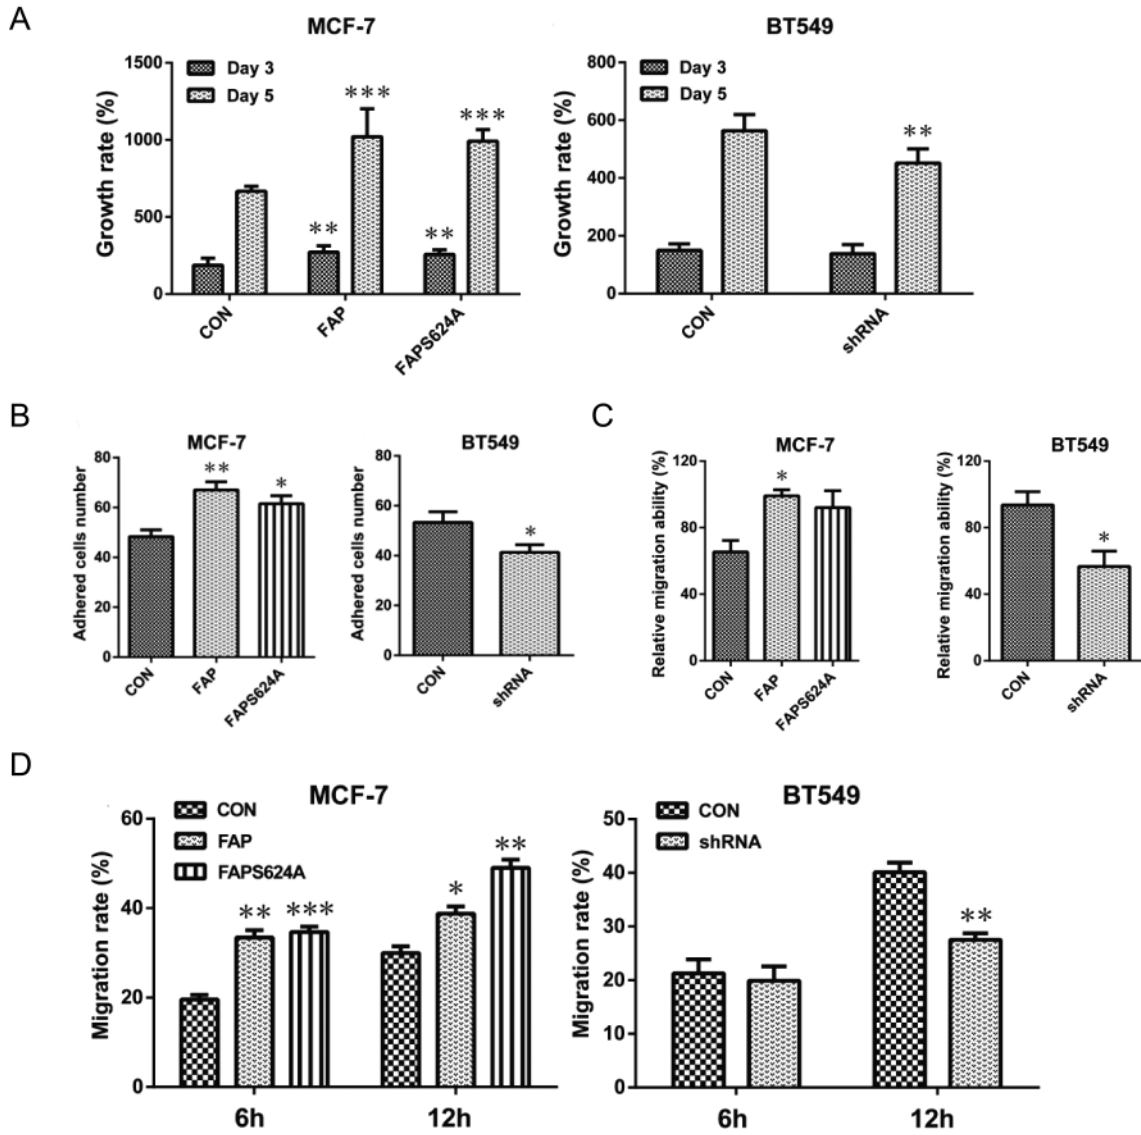 A
MCF-7
BT549
Growth rate (%)
1500
1000
500
0
Day 3
Day 5
***
***
**
**
CON
FAP
FAPS624A
Growth rate (%)
800
600
400
200
0
Day 3
Day 5
**
CON
shRNA
B
MCF-7
Adhered cells number
80
60
40
20
0
**
*
CON
FAP
FAPS624A
BT549
Adhered cells number
80
60
40
20
0
*
CON
shRNA
C
MCF-7
Relative migration ability (%)
120
80
40
0
*
CON
FAP
FAPS624A
BT549
Relative migration ability (%)
120
80
40
0
*
CON
shRNA
D
MCF-7
Migration rate (%)
60
40
20
0
CON
FAP
FAPS624A
**
***
*
**
6h
12h
BT549
Migration rate (%)
50
40
30
20
10
0
CON
shRNA
**
6h
12h